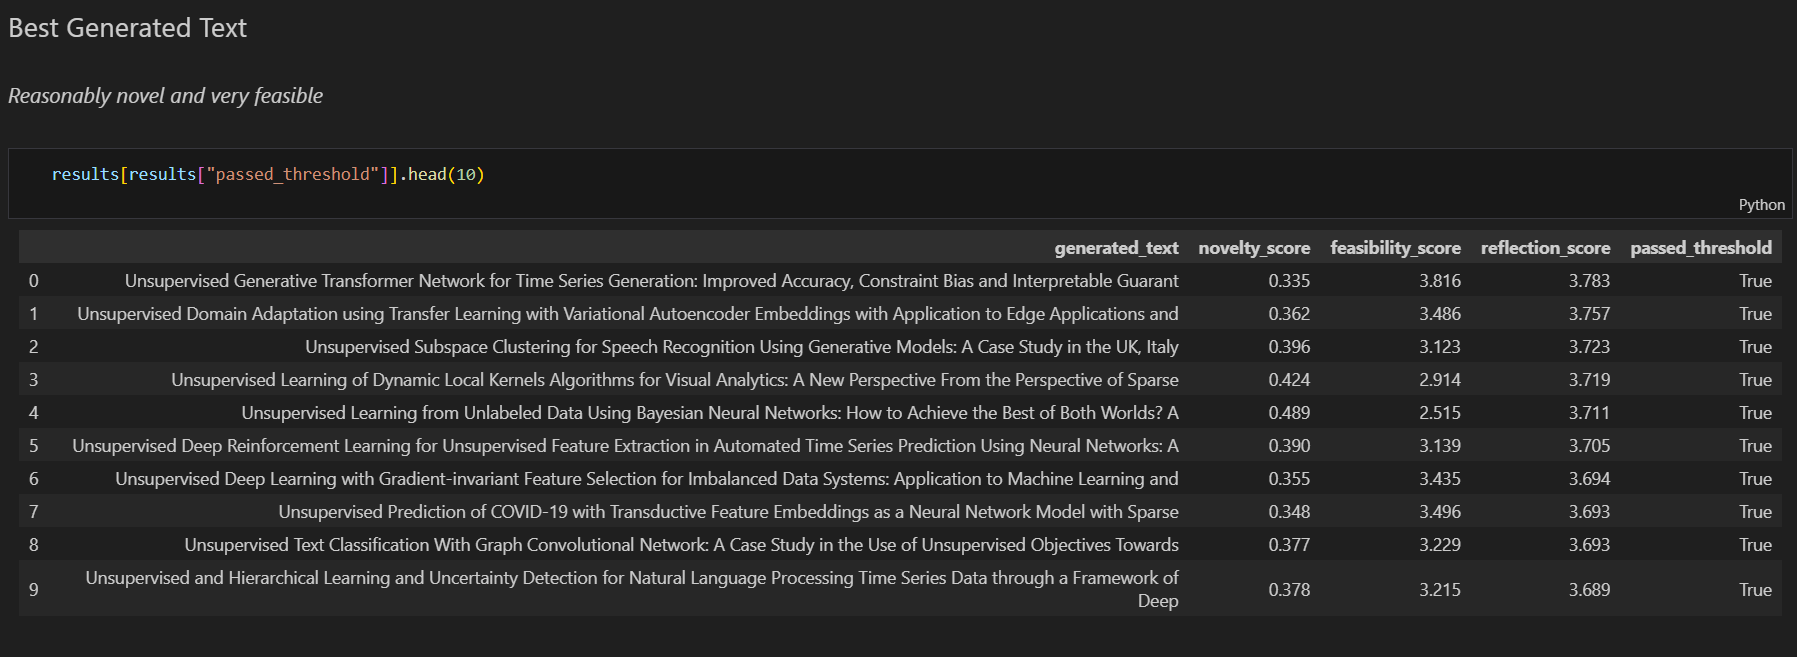 Best Generated Text
Reasonably novel and very feasible
results[results["passed_threshold"]].head(10)
Python
generated_text novelty_score feasibility_score reflection_score passed_threshold
0 Unsupervised Generative Transformer Network for Time Series Generation: Improved Accuracy, Constraint Bias and Interpretable Guarant 0.335 3.816 3.783 True
1 Unsupervised Domain Adaptation using Transfer Learning with Variational Autoencoder Embeddings with Application to Edge Applications and 0.362 3.486 3.757 True
2 Unsupervised Subspace Clustering for Speech Recognition Using Generative Models: A Case Study in the UK, Italy 0.396 3.123 3.723 True
3 Unsupervised Learning of Dynamic Local Kernels Algorithms for Visual Analytics: A New Perspective From the Perspective of Sparse 0.424 2.914 3.719 True
4 Unsupervised Learning from Unlabeled Data Using Bayesian Neural Networks: How to Achieve the Best of Both Worlds? A 0.489 2.515 3.711 True
5 Unsupervised Deep Reinforcement Learning for Unsupervised Feature Extraction in Automated Time Series Prediction Using Neural Networks: A 0.390 3.139 3.705 True
6 Unsupervised Deep Learning with Gradient-invariant Feature Selection for Imbalanced Data Systems: Application to Machine Learning and 0.355 3.435 3.694 True
7 Unsupervised Prediction of COVID-19 with Transductive Feature Embeddings as a Neural Network Model with Sparse 0.348 3.496 3.693 True
8 Unsupervised Text Classification With Graph Convolutional Network: A Case Study in the Use of Unsupervised Objectives Towards 0.377 3.229 3.693 True
9 Unsupervised and Hierarchical Learning and Uncertainty Detection for Natural Language Processing Time Series Data through a Framework of
Deep 0.378 3.215 3.689 True